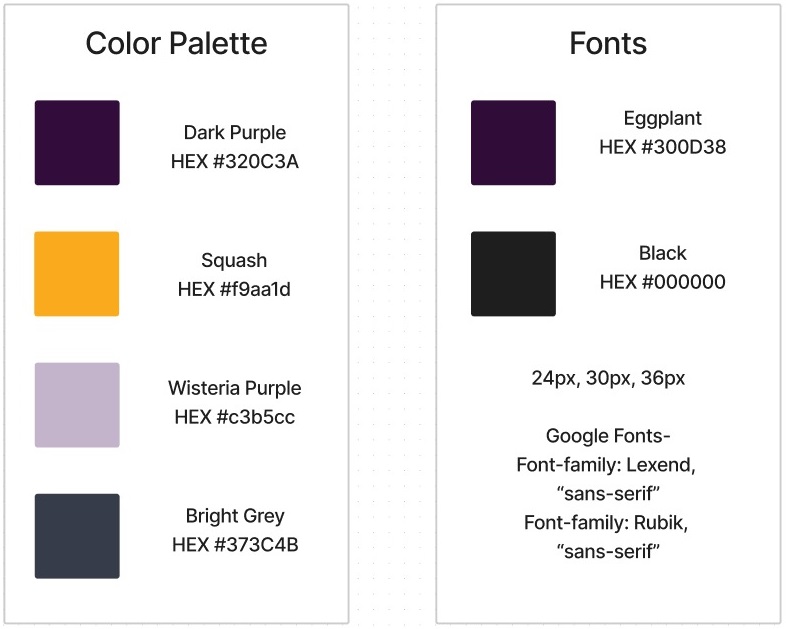 Color Palette
Dark Purple
HEX #320C3A
Squash
HEX #f9aa1d
Wisteria Purple
HEX #c3b5cc
Bright Grey
HEX #373C4B
Fonts
Eggplant
HEX #300D38
Black
HEX #000000
24px, 30px, 36px
Google Fonts-
Font-family: Lexend,
“sans-serif”
Font-family: Rubik,
“sans-serif”